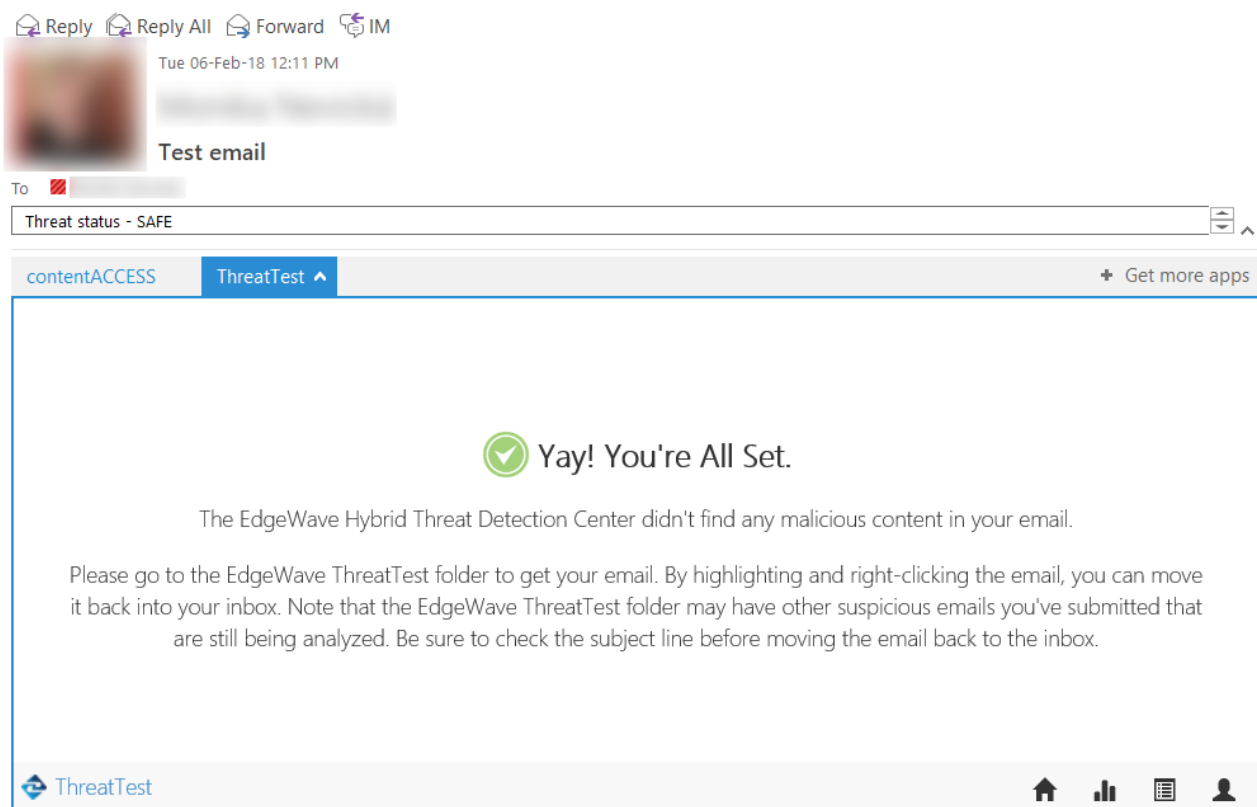 Reply Reply All Forward IM
Tue 06-Feb-18 12:11 PM
Test email
To
Threat status - SAFE
contentACCESS ThreatTest + Get more apps
Yay! You're All Set.
The EdgeWave Hybrid Threat Detection Center didn't find any malicious content in your email.
Please go to the EdgeWave ThreatTest folder to get your email. By highlighting and right-clicking the email, you can move
it back into your inbox. Note that the EdgeWave ThreatTest folder may have other suspicious emails you've submitted that
are still being analyzed. Be sure to check the subject line before moving the email back to the inbox.
ThreatTest